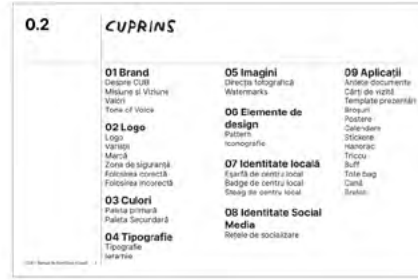 0.2
CUPRINS
01 Brand
Despre CUIB
Misiune și Viziune
Valori
Tone of Voice
02 Logo
Logo
Variații
Marcă
Zona de siguranță
Folosirea corectă
Folosirea incorectă
03 Culori
Paleta primară
Paleta Secundară
04 Tipografie
Tipografie
Ierarhie
05 Imagini
Direcția fotografică
Watermarks
06 Elemente de
design
Pattern
Iconografie
07 Identitate locală
Eșarfă de centru local
Badge de centru local
Steag de centru local
08 Identitate Social
Media
Rețele de socializare
09 Aplicații
Antete documente
Cărți de vizită
Template prezentări
Broșuri
Postere
Calendare
Stickere
Hanorac
Tricou
Buff
Tote bag
Cană
Breloc